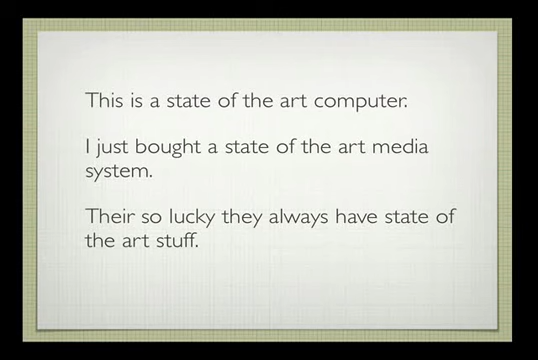 This is a state of the art computer.
I just bought a state of the art media
system.
Their so lucky they always have state of
the art stuff.